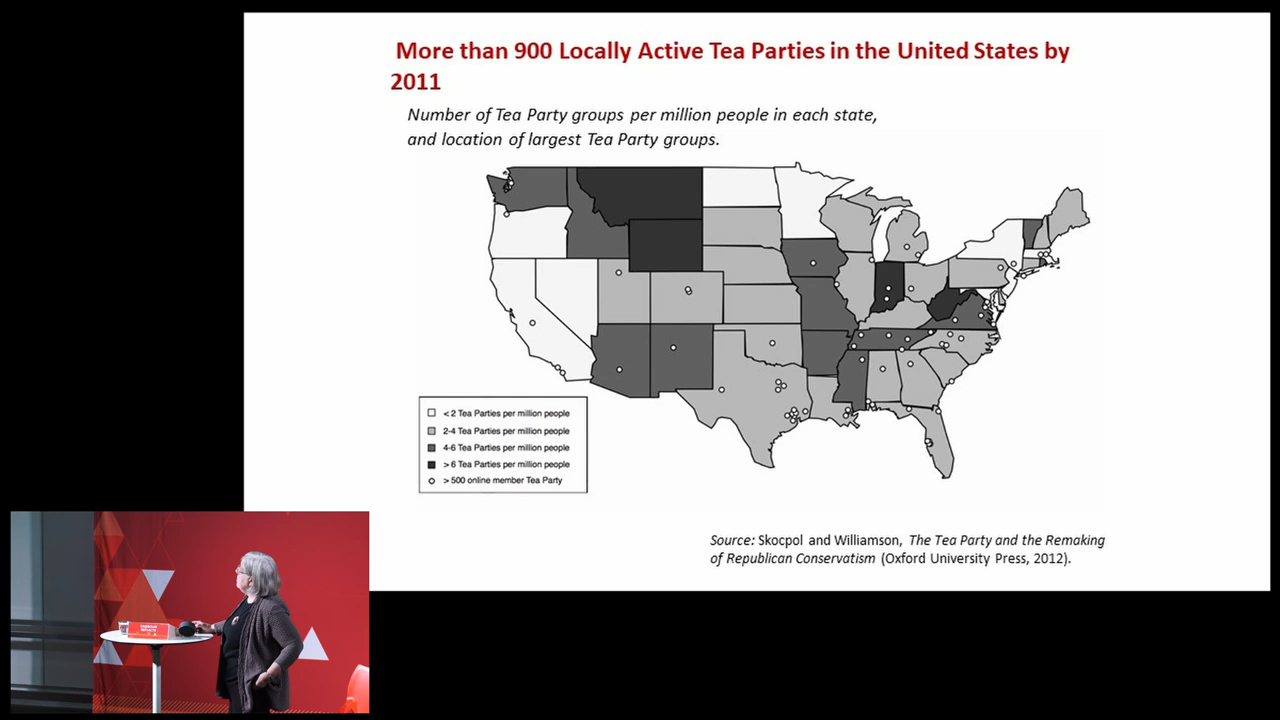 More than 900 Locally Active Tea Parties in the United States by
2011
Number of Tea Party groups per million people in each state,
and location of largest Tea Party groups.
< 2 Tea Parties per million people
2-4 Tea Parties per million people
4-6 Tea Parties per million people
> 6 Tea Parties per million people
> 500 online member Tea Party
Source: Skocpol and Williamson, The Tea Party and the Remaking
of Republican Conservatism (Oxford University Press, 2012).